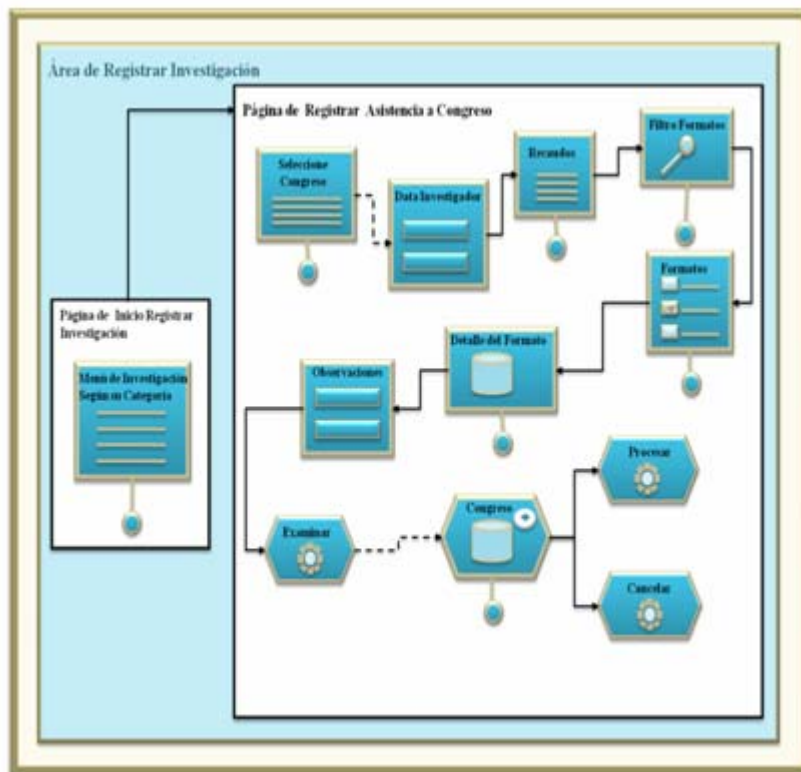 Área de Registrar Investigación
Página de Registrar Asistencia a Congreso
Seleccione
Congreso
Data Investigador
Recaudos
Filtro Formatos
Formatos
Detalle del Formato
Observaciones
Página de Inicio Registrar
Investigación
Menú de Investigación
Según su Categoría
Examinar
Congreso
Procesar
Cancelar